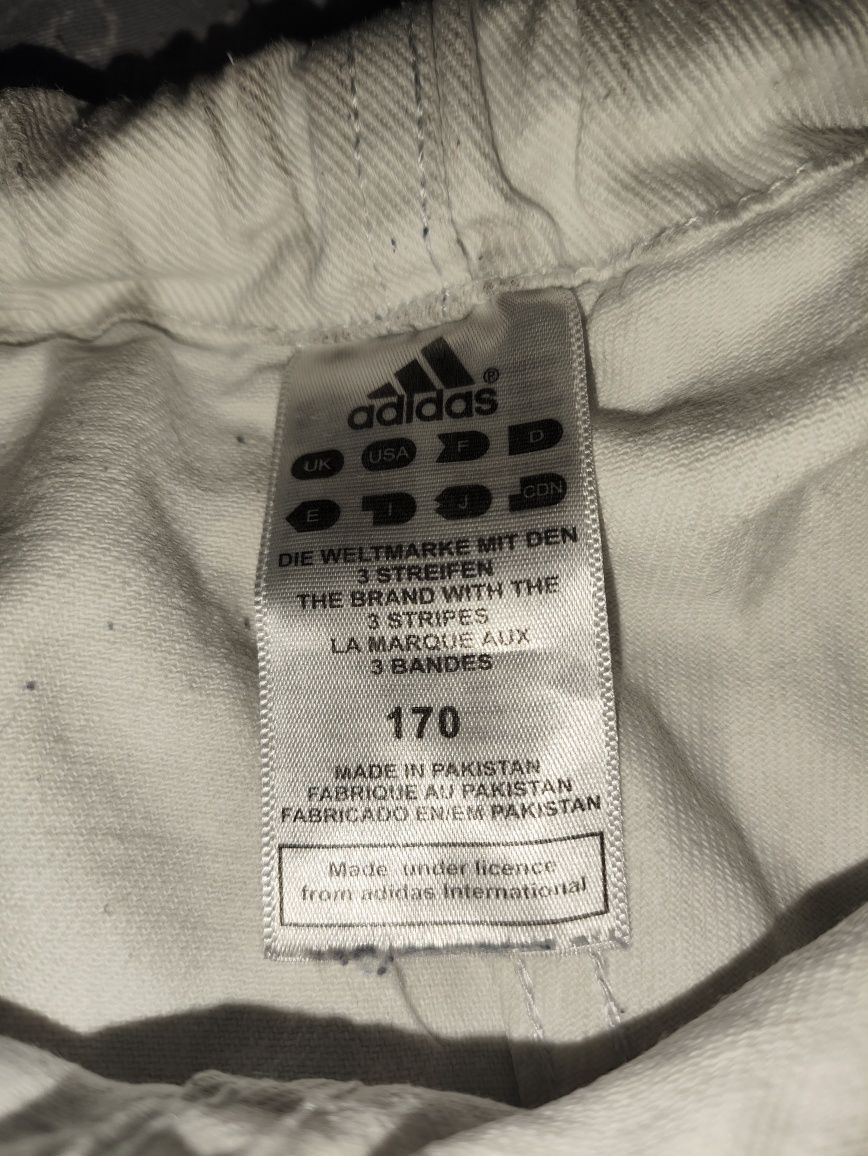 adidas®
UK USA F D
E I J CDN
DIE WELTMARKE MIT DEN
3 STREIFEN
THE BRAND WITH THE
3 STRIPES
LA MARQUE AUX
3 BANDES
170
MADE IN PAKISTAN
FABRIQUE AU PAKISTAN
FABRICADO EN/EM PAKISTAN
Made under licence
from adidas International